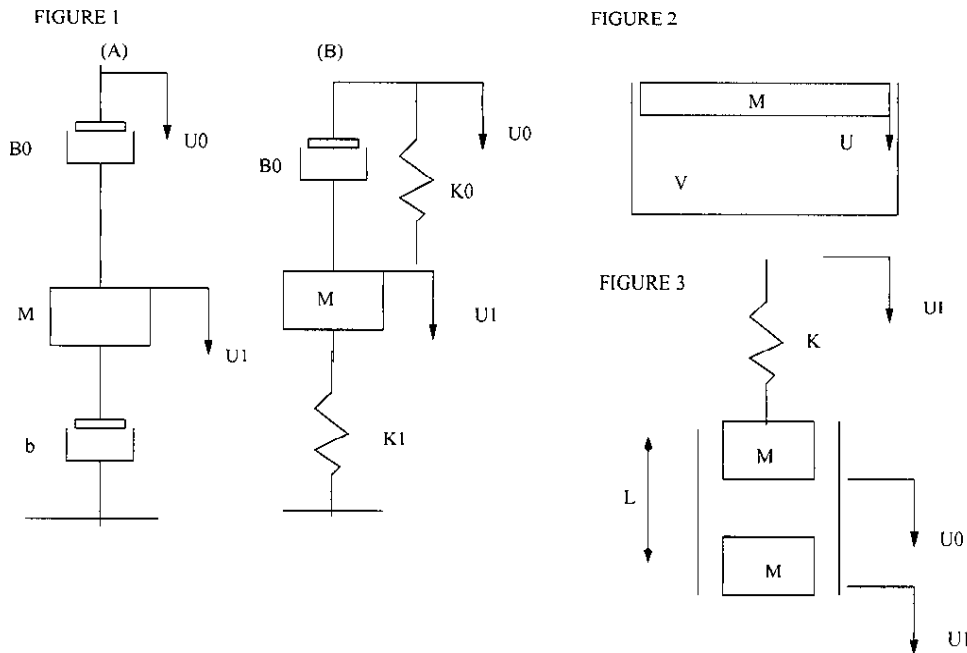 FIGURE 1
(A)
U0
B0
M
U1
b
(B)
U0
B0
K0
M
U1
K1
FIGURE 2
M
U
V
FIGURE 3
U1
K
M
L
U0
M
U1